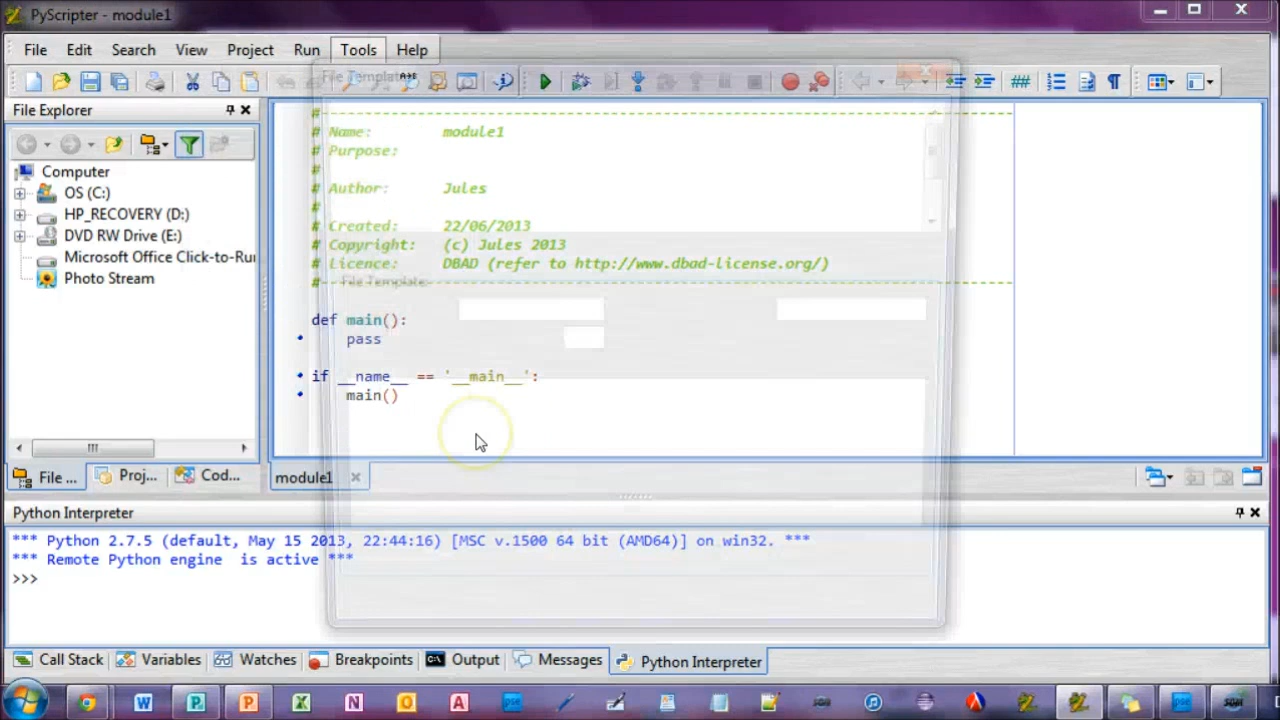 PyScripter - module1
File Edit Search View Project Run Tools Help
File Explorer
Computer
OS (C:)
HP_RECOVERY (D:)
DVD RW Drive (E:)
Microsoft Office Click-to-Run
Photo Stream
File ... Proj... Cod...
File Templates
#
# Name: module1
# Purpose:
#
# Author: Jules
#
# Created: 22/06/2013
# Copyright: (c) Jules 2013
# Licence: DBAD (refer to http://www.dbad-license.org/)
#
File Template:
def main():
pass
if __name__ == '__main__':
main()
module1
Python Interpreter
*** Python 2.7.5 (default, May 15 2013, 22:44:16) [MSC v.1500 64 bit (AMD64)] on win32. ***
*** Remote Python engine is active ***
>>>
Call Stack Variables Watches Breakpoints Output Messages Python Interpreter